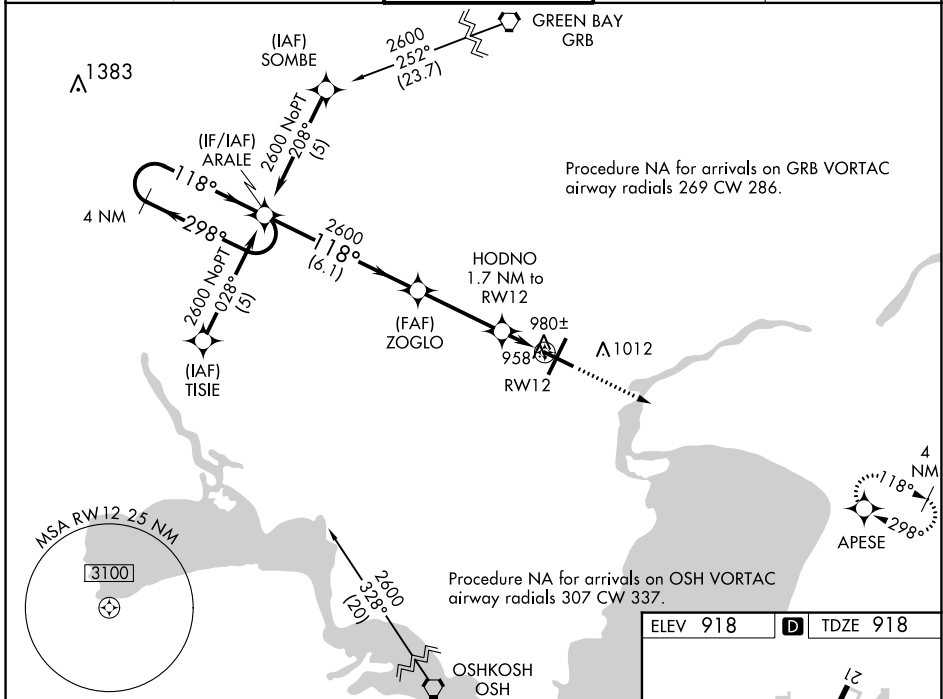 GREEN BAY
GRB
2600
252°
(23.7)
(IAF)
SOMBE
1383
2600 NoPT
208°
(5)
(IF/IAF)
ARALE
118°
4 NM
298°
2600
118°
(6.1)
Procedure NA for arrivals on GRB VORTAC
airway radials 269 CW 286.
2600 NoPT
028°
(5)
(IAF)
TISIE
(FAF)
ZOGLO
HODNO
1.7 NM to
RW12
980±
958
1012
RW12
4
NM
118°
298°
APESE
MSA RW12 25 NM
3100
2600
328°
(20)
Procedure NA for arrivals on OSH VORTAC
airway radials 307 CW 337.
OSHKOSH
OSH
ELEV 918 D TDZE 918
21